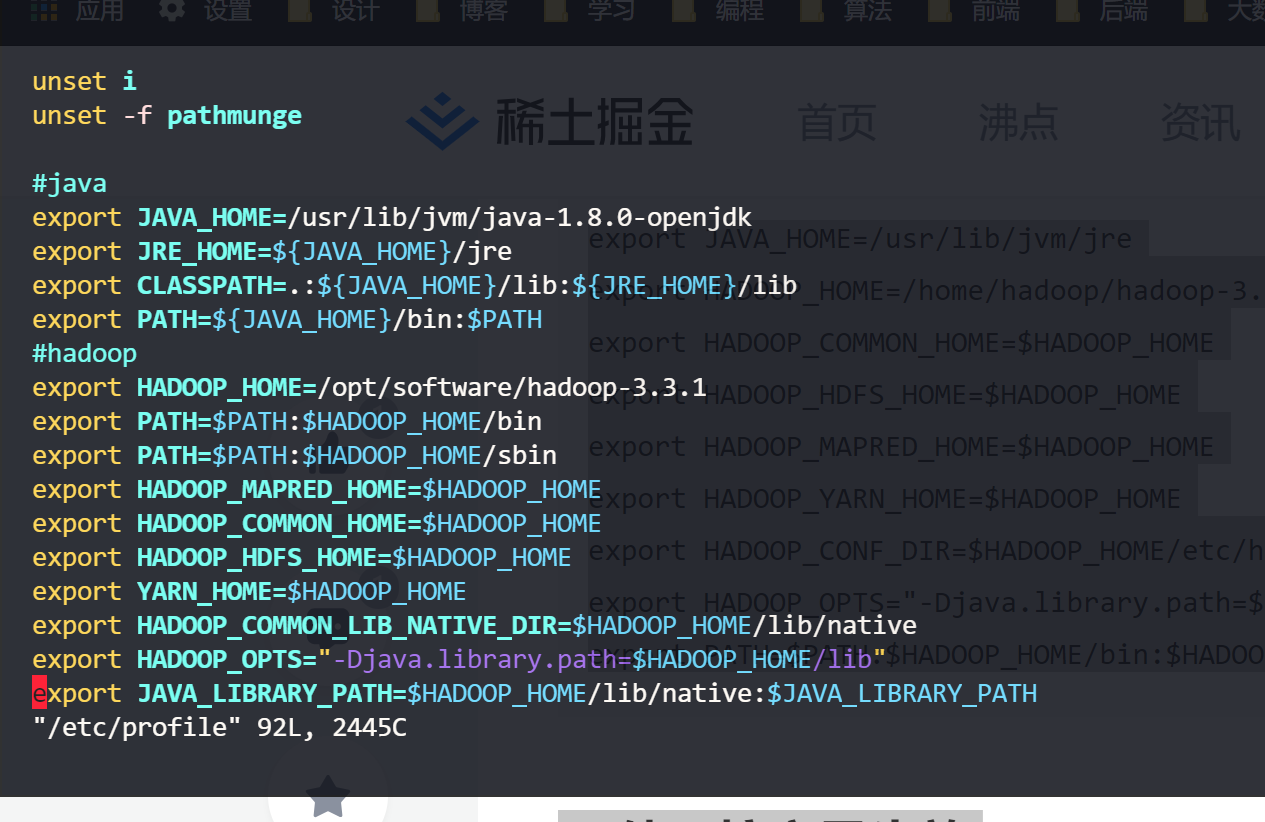 应用 设置 设计 博客 学习 编程 算法 前端 后端 大数
稀土掘金 首页 沸点 资讯
unset i
unset -f pathmunge
#java
export JAVA_HOME=/usr/lib/jvm/java-1.8.0-openjdk
export JRE_HOME=${JAVA_HOME}/jre
export CLASSPATH=.:${JAVA_HOME}/lib:${JRE_HOME}/lib
export PATH=${JAVA_HOME}/bin:$PATH
#hadoop
export HADOOP_HOME=/opt/software/hadoop-3.3.1
export PATH=$PATH:$HADOOP_HOME/bin
export PATH=$PATH:$HADOOP_HOME/sbin
export HADOOP_MAPRED_HOME=$HADOOP_HOME
export HADOOP_COMMON_HOME=$HADOOP_HOME
export HADOOP_HDFS_HOME=$HADOOP_HOME
export YARN_HOME=$HADOOP_HOME
export HADOOP_COMMON_LIB_NATIVE_DIR=$HADOOP_HOME/lib/native
export HADOOP_OPTS="-Djava.library.path=$HADOOP_HOME/lib"
export JAVA_LIBRARY_PATH=$HADOOP_HOME/lib/native:$JAVA_LIBRARY_PATH
"/etc/profile" 92L, 2445C
export JAVA_HOME=/usr/lib/jvm/jre
export HADOOP_HOME=/home/hadoop/hadoop-3.
export HADOOP_COMMON_HOME=$HADOOP_HOME
export HADOOP_HDFS_HOME=$HADOOP_HOME
export HADOOP_MAPRED_HOME=$HADOOP_HOME
export HADOOP_YARN_HOME=$HADOOP_HOME
export HADOOP_CONF_DIR=$HADOOP_HOME/etc/h
export HADOOP_OPTS="-Djava.library.path=$
export PATH=$PATH:$HADOOP_HOME/bin:$HADOO